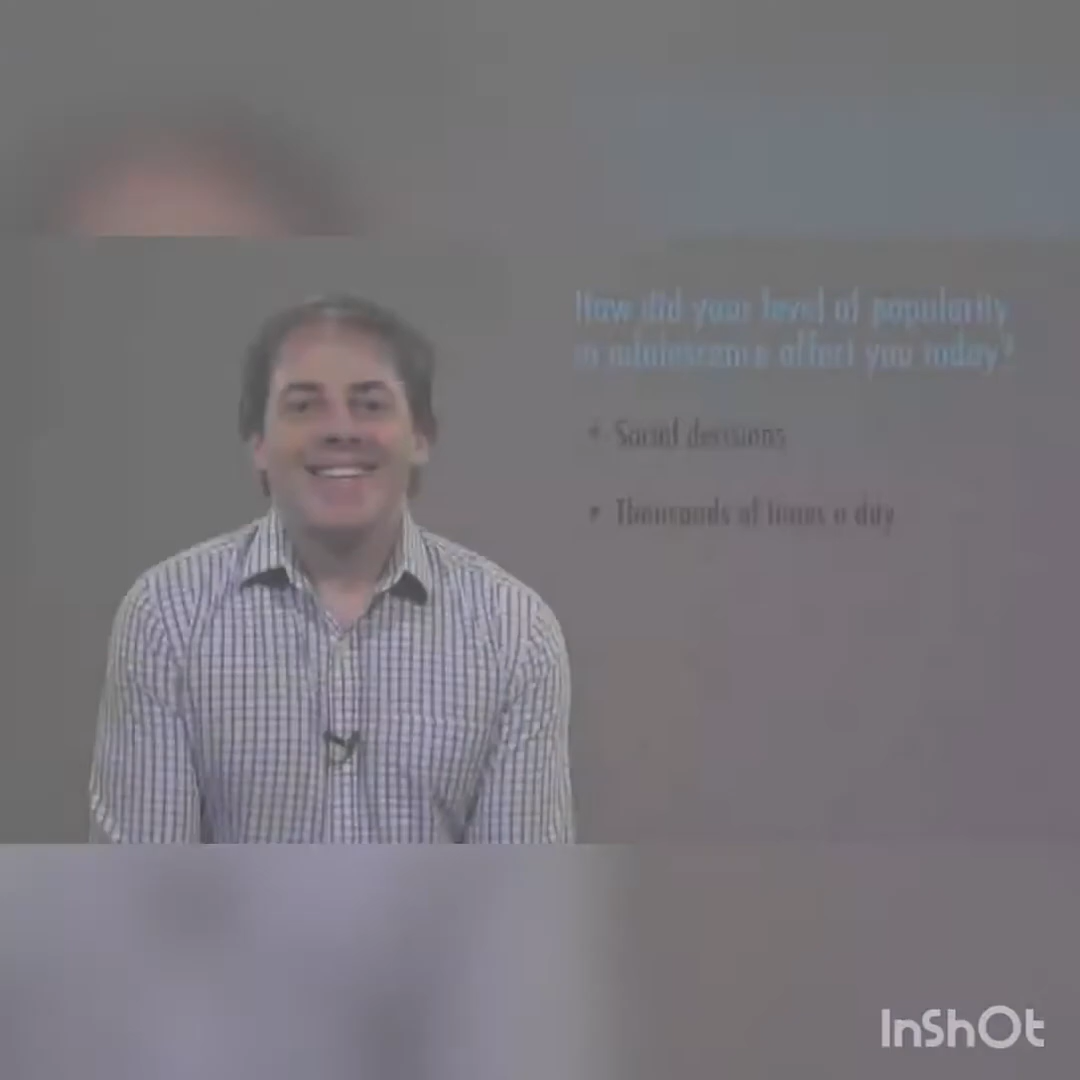 How did your level of popularity
in adolescence affect you today?
• Social decisions
• Thousands of times a day
InShOt